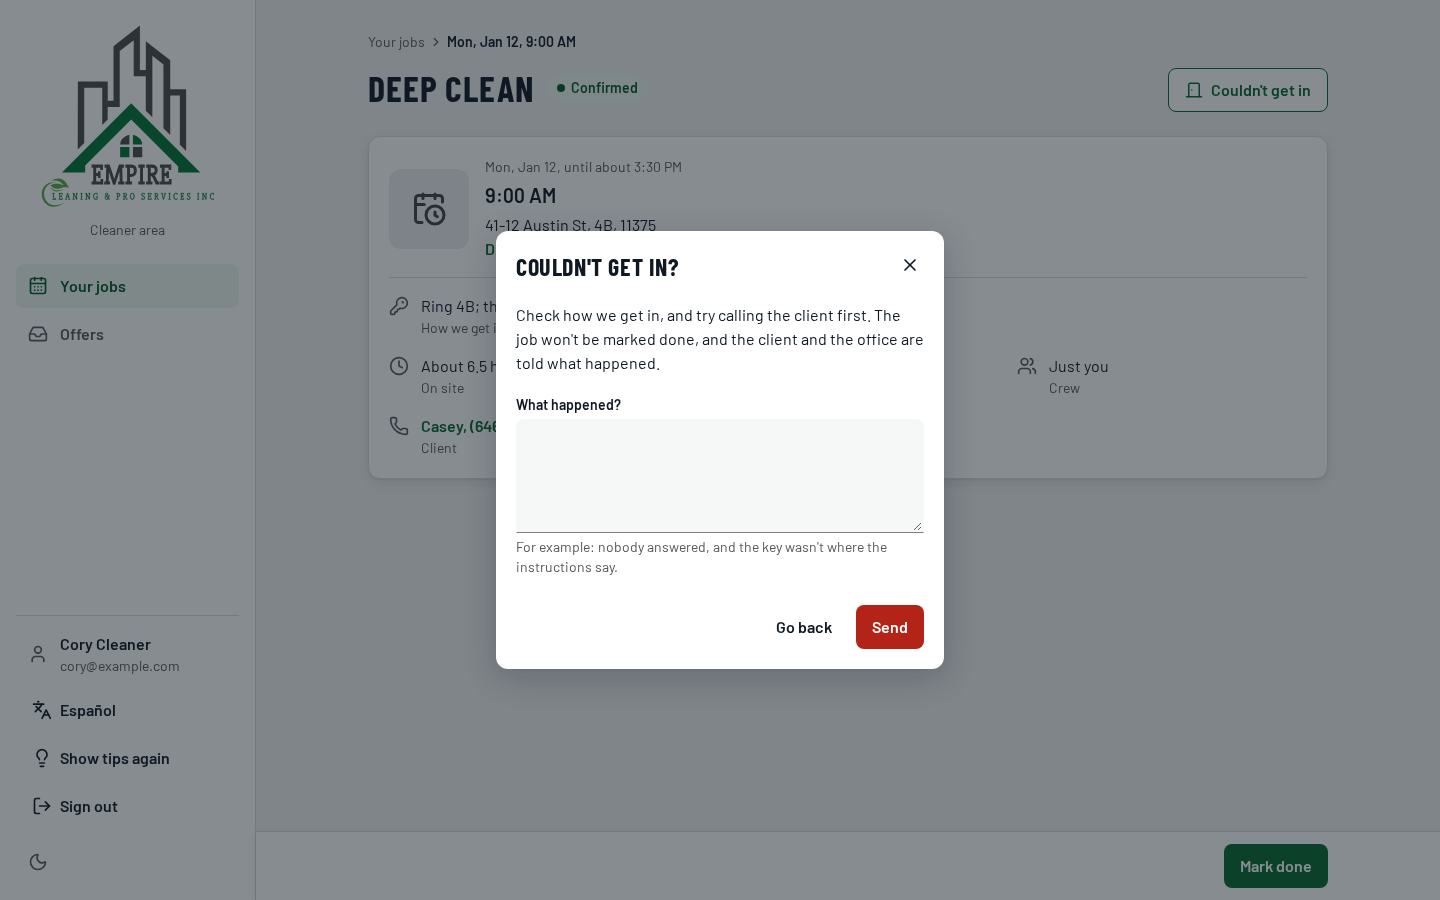 EMPIRE
LEANING & PRO SERVICES INC
Cleaner area
Your jobs
Offers
Cory Cleaner
cory@example.com
Español
Show tips again
Sign out
Your jobs > Mon, Jan 12, 9:00 AM
DEEP CLEAN
Confirmed
Couldn't get in
Mon, Jan 12, until about 3:30 PM
9:00 AM
41-12 Austin St, 4B, 11375
Ring 4B; th
How we get i
About 6.5 h
On site
Just you
Crew
Casey, (646
Client
COULDN'T GET IN?
Check how we get in, and try calling the client first. The
job won't be marked done, and the client and the office are
told what happened.
What happened?
For example: nobody answered, and the key wasn't where the
instructions say.
Go back
Send
Mark done